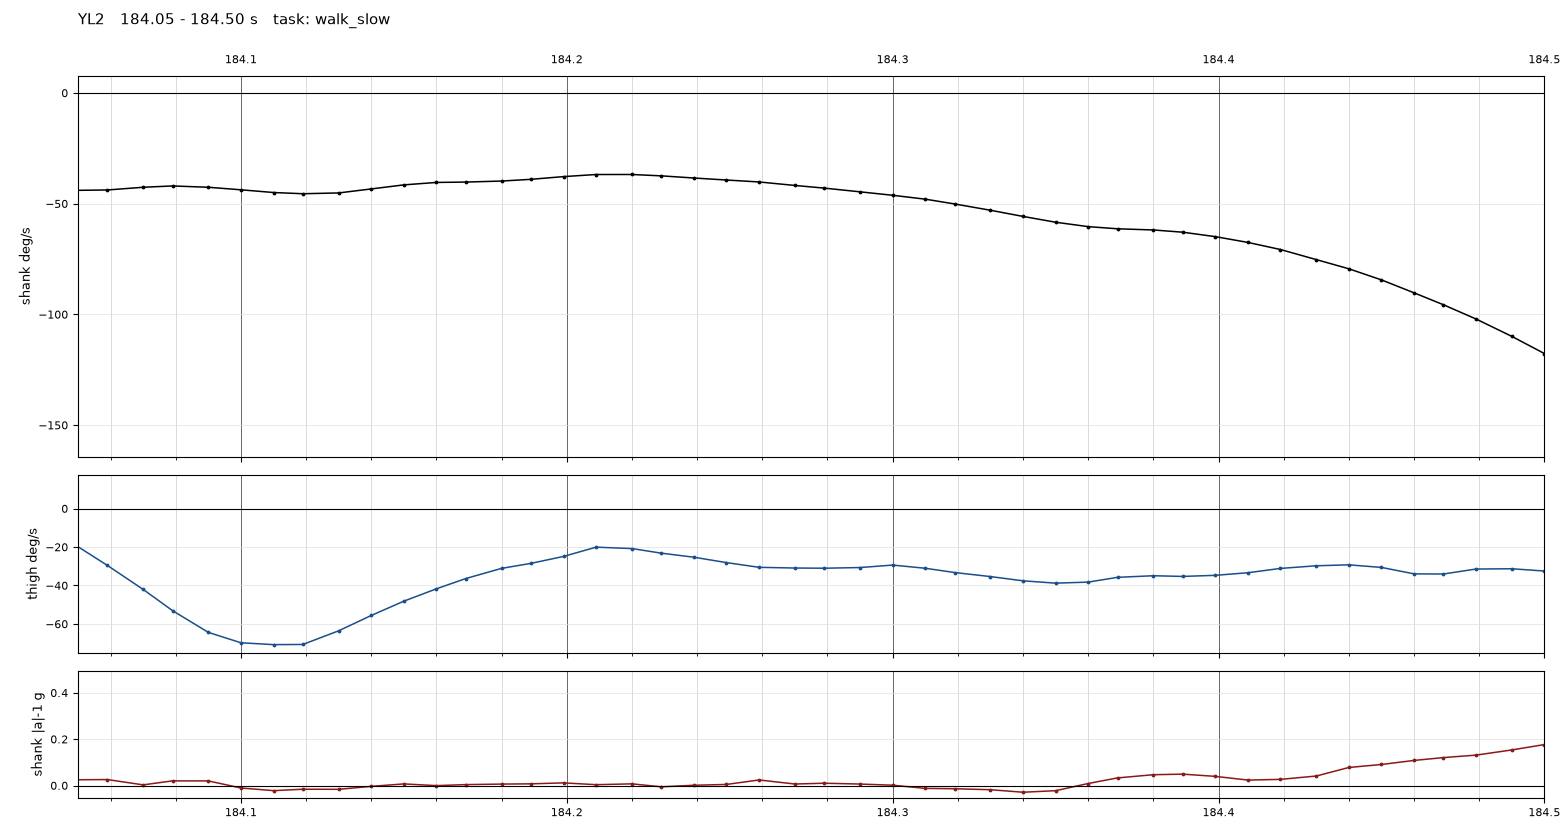 YL2   184.05 - 184.50 s   task: walk_slow
184.1 184.2 184.3 184.4 184.5
0
−50
−100
−150
shank deg/s
0
−20
−40
−60
thigh deg/s
0.4
0.2
0.0
shank |a|-1 g
184.1 184.2 184.3 184.4 184.5